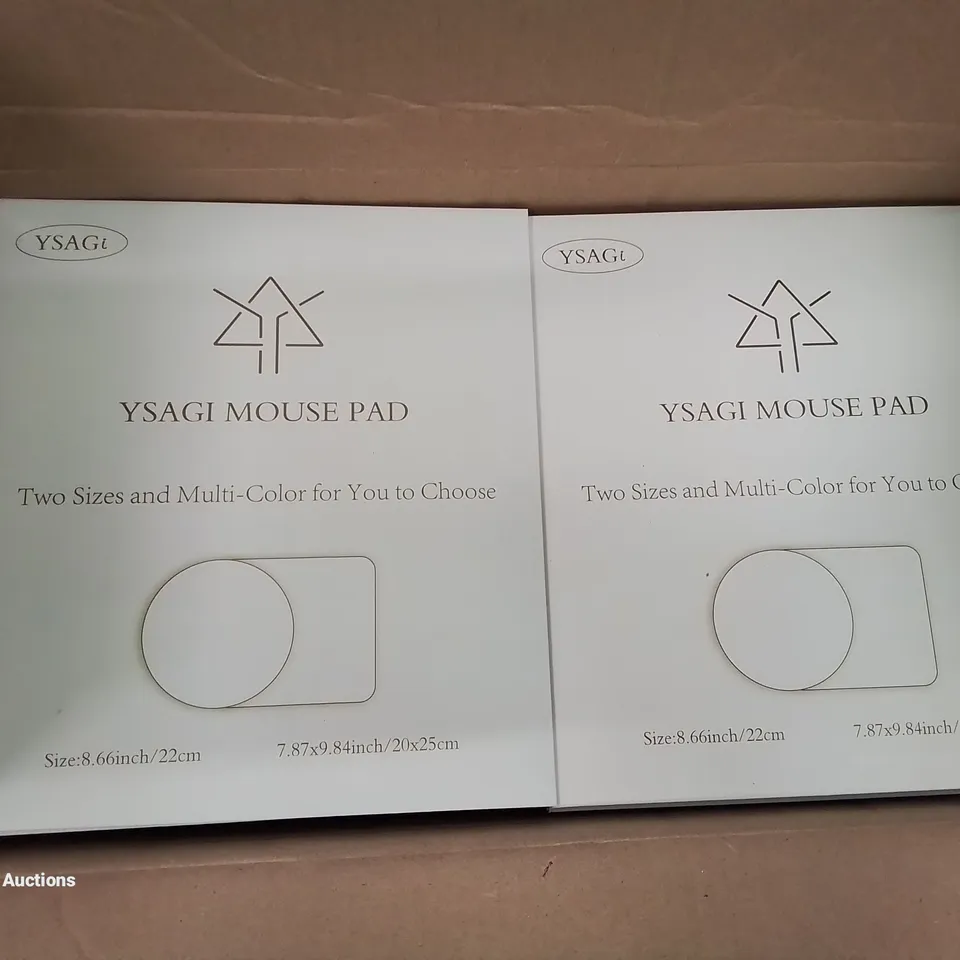 YSAGi
YSAGI MOUSE PAD
Two Sizes and Multi-Color for You to Choose
Size:8.66inch/22cm
7.87x9.84inch/20x25cm
YSAGi
YSAGI MOUSE PAD
Two Sizes and Multi-Color for You to
Size:8.66inch/22cm
7.87x9.84inch/
Auctions